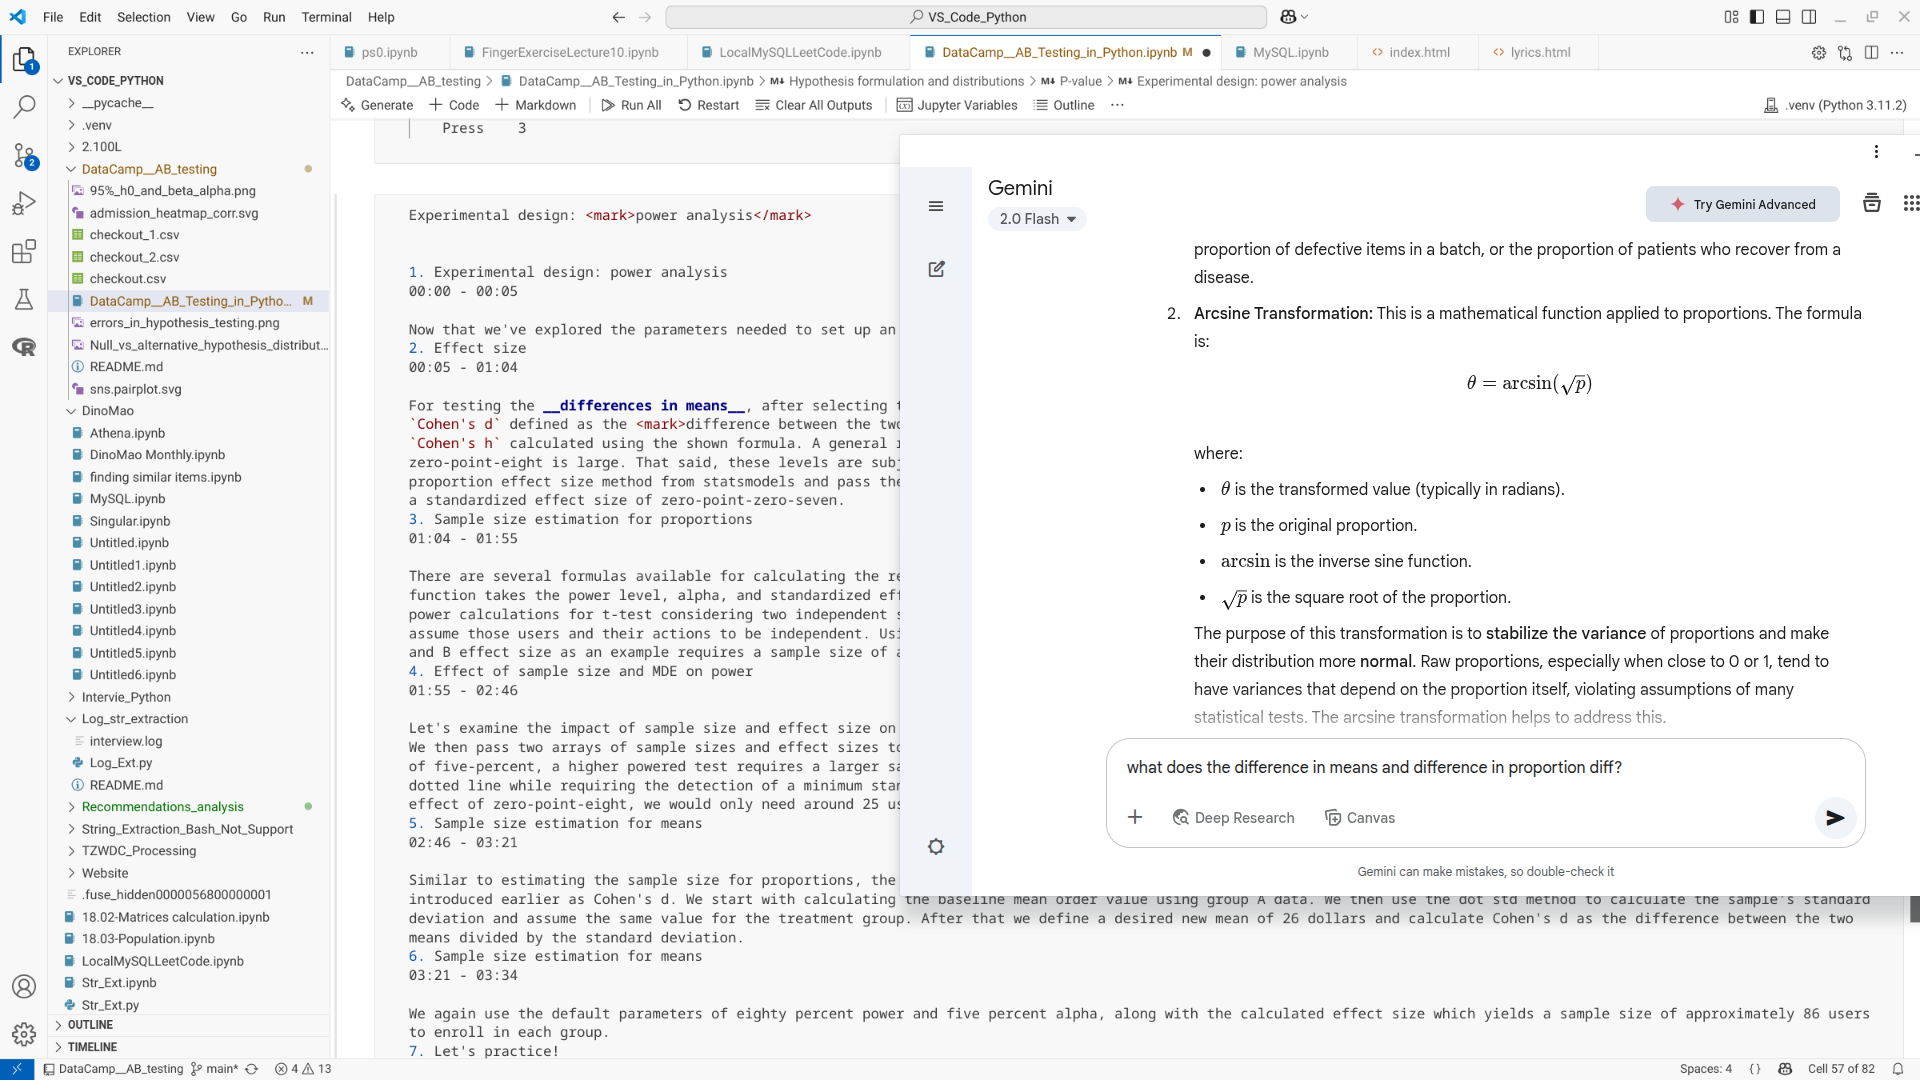 File Edit Selection View Go Run Terminal Help
VS_Code_Python
EXPLORER
VS_CODE_PYTHON
__pycache__
.venv
2.100L
DataCamp__AB_testing
95%_h0_and_beta_alpha.png
admission_heatmap_corr.svg
checkout_1.csv
checkout_2.csv
checkout.csv
DataCamp__AB_Testing_in_Pytho... M
errors_in_hypothesis_testing.png
Null_vs_alternative_hypothesis_distribut...
README.md
sns.pairplot.svg
DinoMao
Athena.ipynb
DinoMao Monthly.ipynb
finding similar items.ipynb
MySQL.ipynb
Singular.ipynb
Untitled.ipynb
Untitled1.ipynb
Untitled2.ipynb
Untitled3.ipynb
Untitled4.ipynb
Untitled5.ipynb
Untitled6.ipynb
Intervie_Python
Log_str_extraction
interview.log
Log_Ext.py
README.md
Recommendations_analysis
String_Extraction_Bash_Not_Support
TZWDC_Processing
Website
.fuse_hidden0000056800000001
18.02-Matrices calculation.ipynb
18.03-Population.ipynb
LocalMySQLLeetCode.ipynb
Str_Ext.ipynb
Str_Ext.py
OUTLINE
TIMELINE
1
2
ps0.ipynb FingerExerciseLecture10.ipynb LocalMySQLLeetCode.ipynb DataCamp__AB_Testing_in_Python.ipynb M MySQL.ipynb index.html lyrics.html
DataCamp__AB_testing > DataCamp__AB_Testing_in_Python.ipynb > M↓ Hypothesis formulation and distributions > M↓ P-value > M↓ Experimental design: power analysis
Generate + Code + Markdown Run All Restart Clear All Outputs Jupyter Variables Outline ... .venv (Python 3.11.2)
Press 3
Experimental design: <mark>power analysis</mark>
1. Experimental design: power analysis
00:00 - 00:05
Now that we've explored the parameters needed to set up an
2. Effect size
00:05 - 01:04
For testing the __differences in means__, after selecting
`Cohen's d` defined as the <mark>difference between the two
`Cohen's h` calculated using the shown formula. A general
zero-point-eight is large. That said, these levels are
proportion effect size method from statsmodels and pass
a standardized effect size of zero-point-zero-seven.
3. Sample size estimation for proportions
01:04 - 01:55
There are several formulas available for calculating the
function takes the power level, alpha, and standardized
power calculations for t-test considering two independent
assume those users and their actions to be independent.
and B effect size as an example requires a sample size of
4. Effect of sample size and MDE on power
01:55 - 02:46
Let's examine the impact of sample size and effect size on
We then pass two arrays of sample sizes and effect sizes
of five-percent, a higher powered test requires a larger
dotted line while requiring the detection of a minimum
effect of zero-point-eight, we would only need around 25
5. Sample size estimation for means
02:46 - 03:21
Similar to estimating the sample size for proportions, the
introduced earlier as Cohen's d. We start with calculating the baseline mean order value using group A data. We then use the dot std method to calculate the sample's standard
deviation and assume the same value for the treatment group. After that we define a desired new mean of 26 dollars and calculate Cohen's d as the difference between the two
means divided by the standard deviation.
6. Sample size estimation for means
03:21 - 03:34
We again use the default parameters of eighty percent power and five percent alpha, along with the calculated effect size which yields a sample size of approximately 86 users
to enroll in each group.
7. Let's practice!
Gemini
2.0 Flash
Try Gemini Advanced
proportion of defective items in a batch, or the proportion of patients who recover from a
disease.
2. Arcsine Transformation: This is a mathematical function applied to proportions. The formula
is:
θ = arcsin(√p)
where:
• θ is the transformed value (typically in radians).
• p is the original proportion.
• arcsin is the inverse sine function.
• √p is the square root of the proportion.
The purpose of this transformation is to stabilize the variance of proportions and make
their distribution more normal. Raw proportions, especially when close to 0 or 1, tend to
have variances that depend on the proportion itself, violating assumptions of many
statistical tests. The arcsine transformation helps to address this.
what does the difference in means and difference in proportion diff?
+ Deep Research Canvas
Gemini can make mistakes, so double-check it
DataCamp__AB_testing main* 4 13 Spaces: 4 {} Cell 57 of 82